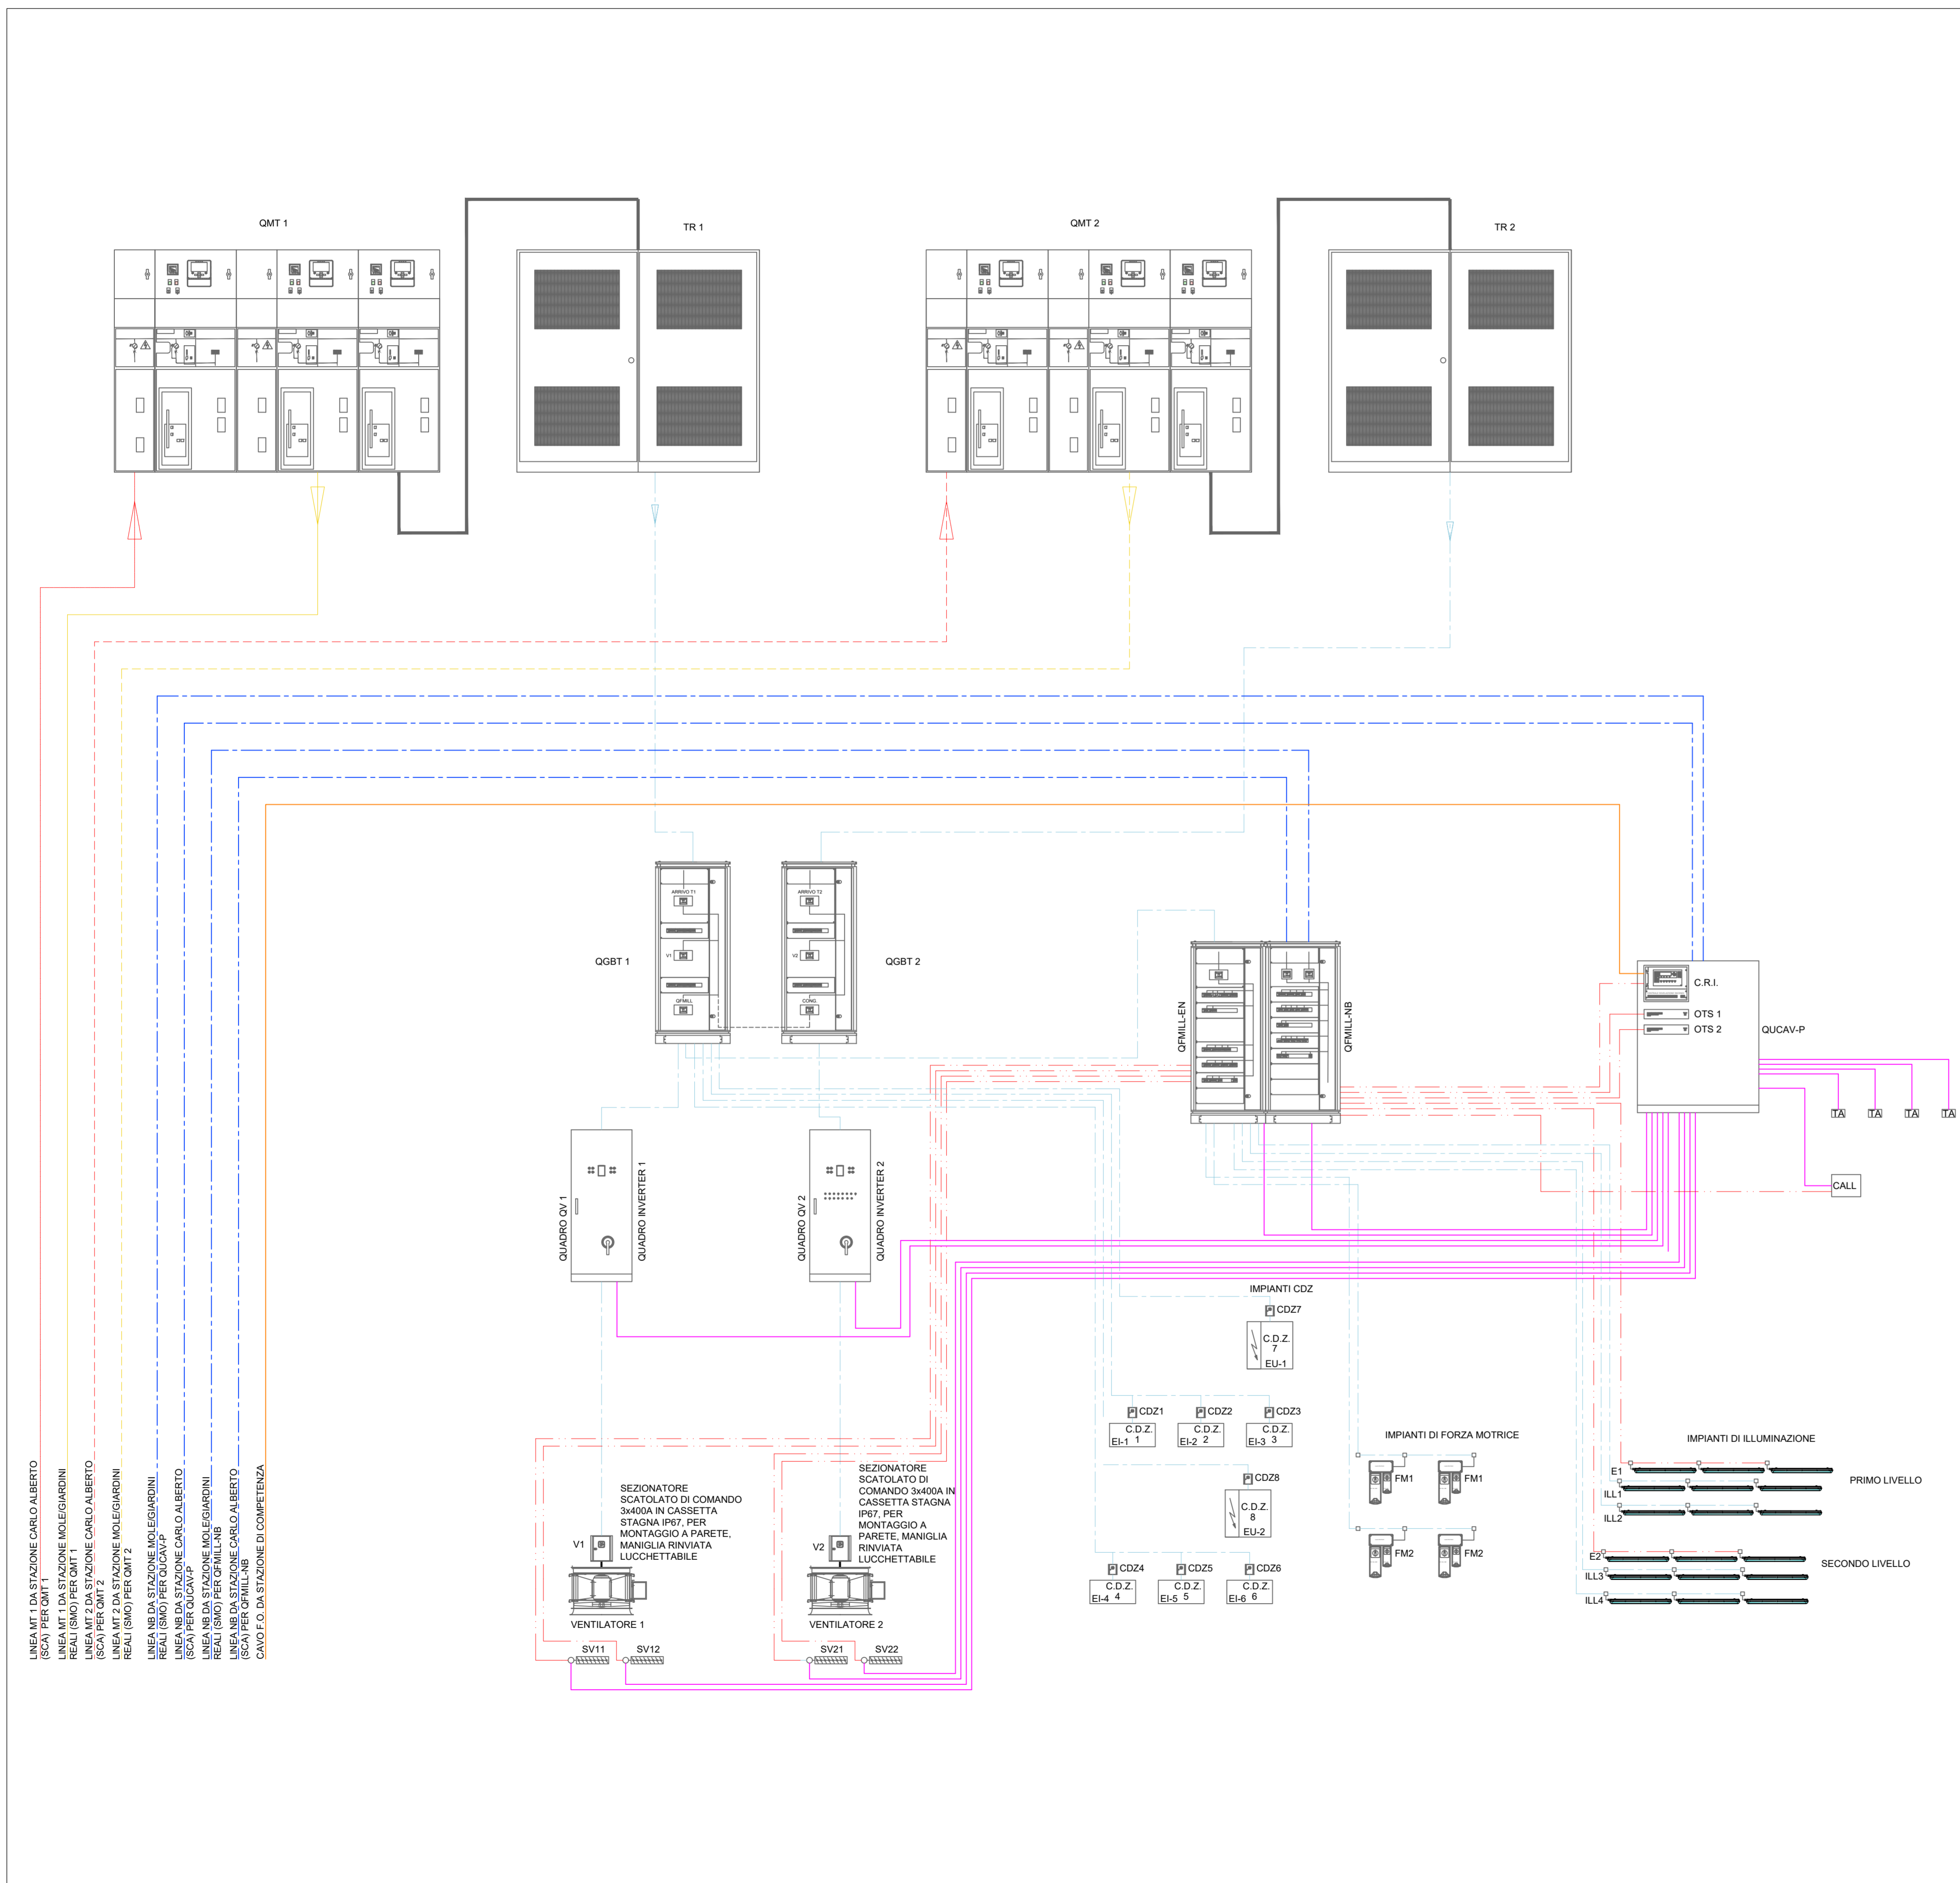 QMT 1
TR 1
QMT 2
TR 2
ARRIVO T1
V1
QFMILL
ARRIVO T2
V2
CONG.
QGBT 1
QGBT 2
QFMILL-EN
QFMILL-NB
C.R.I.
OTS 1
OTS 2
QUCAV-P
TA
TA
TA
TA
CALL
QUADRO QV 1
QUADRO INVERTER 1
QUADRO QV 2
QUADRO INVERTER 2
IMPIANTI CDZ
CDZ7
C.D.Z.
7
EU-1
CDZ1
CDZ2
CDZ3
C.D.Z.
EI-1 1
C.D.Z.
EI-2 2
C.D.Z.
EI-3 3
CDZ8
C.D.Z.
8
EU-2
CDZ4
CDZ5
CDZ6
C.D.Z.
EI-4 4
C.D.Z.
EI-5 5
C.D.Z.
EI-6 6
IMPIANTI DI FORZA MOTRICE
FM1
FM1
FM2
FM2
IMPIANTI DI ILLUMINAZIONE
E1
PRIMO LIVELLO
ILL1
ILL2
E2
SECONDO LIVELLO
ILL3
ILL4
SEZIONATORE
SCATOLATO DI COMANDO
3x400A IN CASSETTA
STAGNA IP67, PER
MONTAGGIO A PARETE,
MANIGLIA RINVIATA
LUCCHETTABILE
V1
VENTILATORE 1
SV11
SV12
SEZIONATORE
SCATOLATO DI
COMANDO 3x400A IN
CASSETTA STAGNA
IP67, PER
MONTAGGIO A
PARETE, MANIGLIA
RINVIATA
LUCCHETTABILE
V2
VENTILATORE 2
SV21
SV22
LINEA MT 1 DA STAZIONE CARLO ALBERTO
(SCA) PER QMT 1
LINEA MT 1 DA STAZIONE MOLE/GIARDINI
REALI (SMO) PER QMT 1
LINEA MT 2 DA STAZIONE CARLO ALBERTO
(SCA) PER QMT 2
LINEA MT 2 DA STAZIONE MOLE/GIARDINI
REALI (SMO) PER QMT 2
LINEA NB DA STAZIONE MOLE/GIARDINI
REALI (SMO) PER QUCAV-P
LINEA NB DA STAZIONE CARLO ALBERTO
(SCA) PER QUCAV-P
LINEA NB DA STAZIONE MOLE/GIARDINI
REALI (SMO) PER QFMILL-NB
LINEA NB DA STAZIONE CARLO ALBERTO
(SCA) PER QFMILL-NB
CAVO F.O. DA STAZIONE DI COMPETENZA